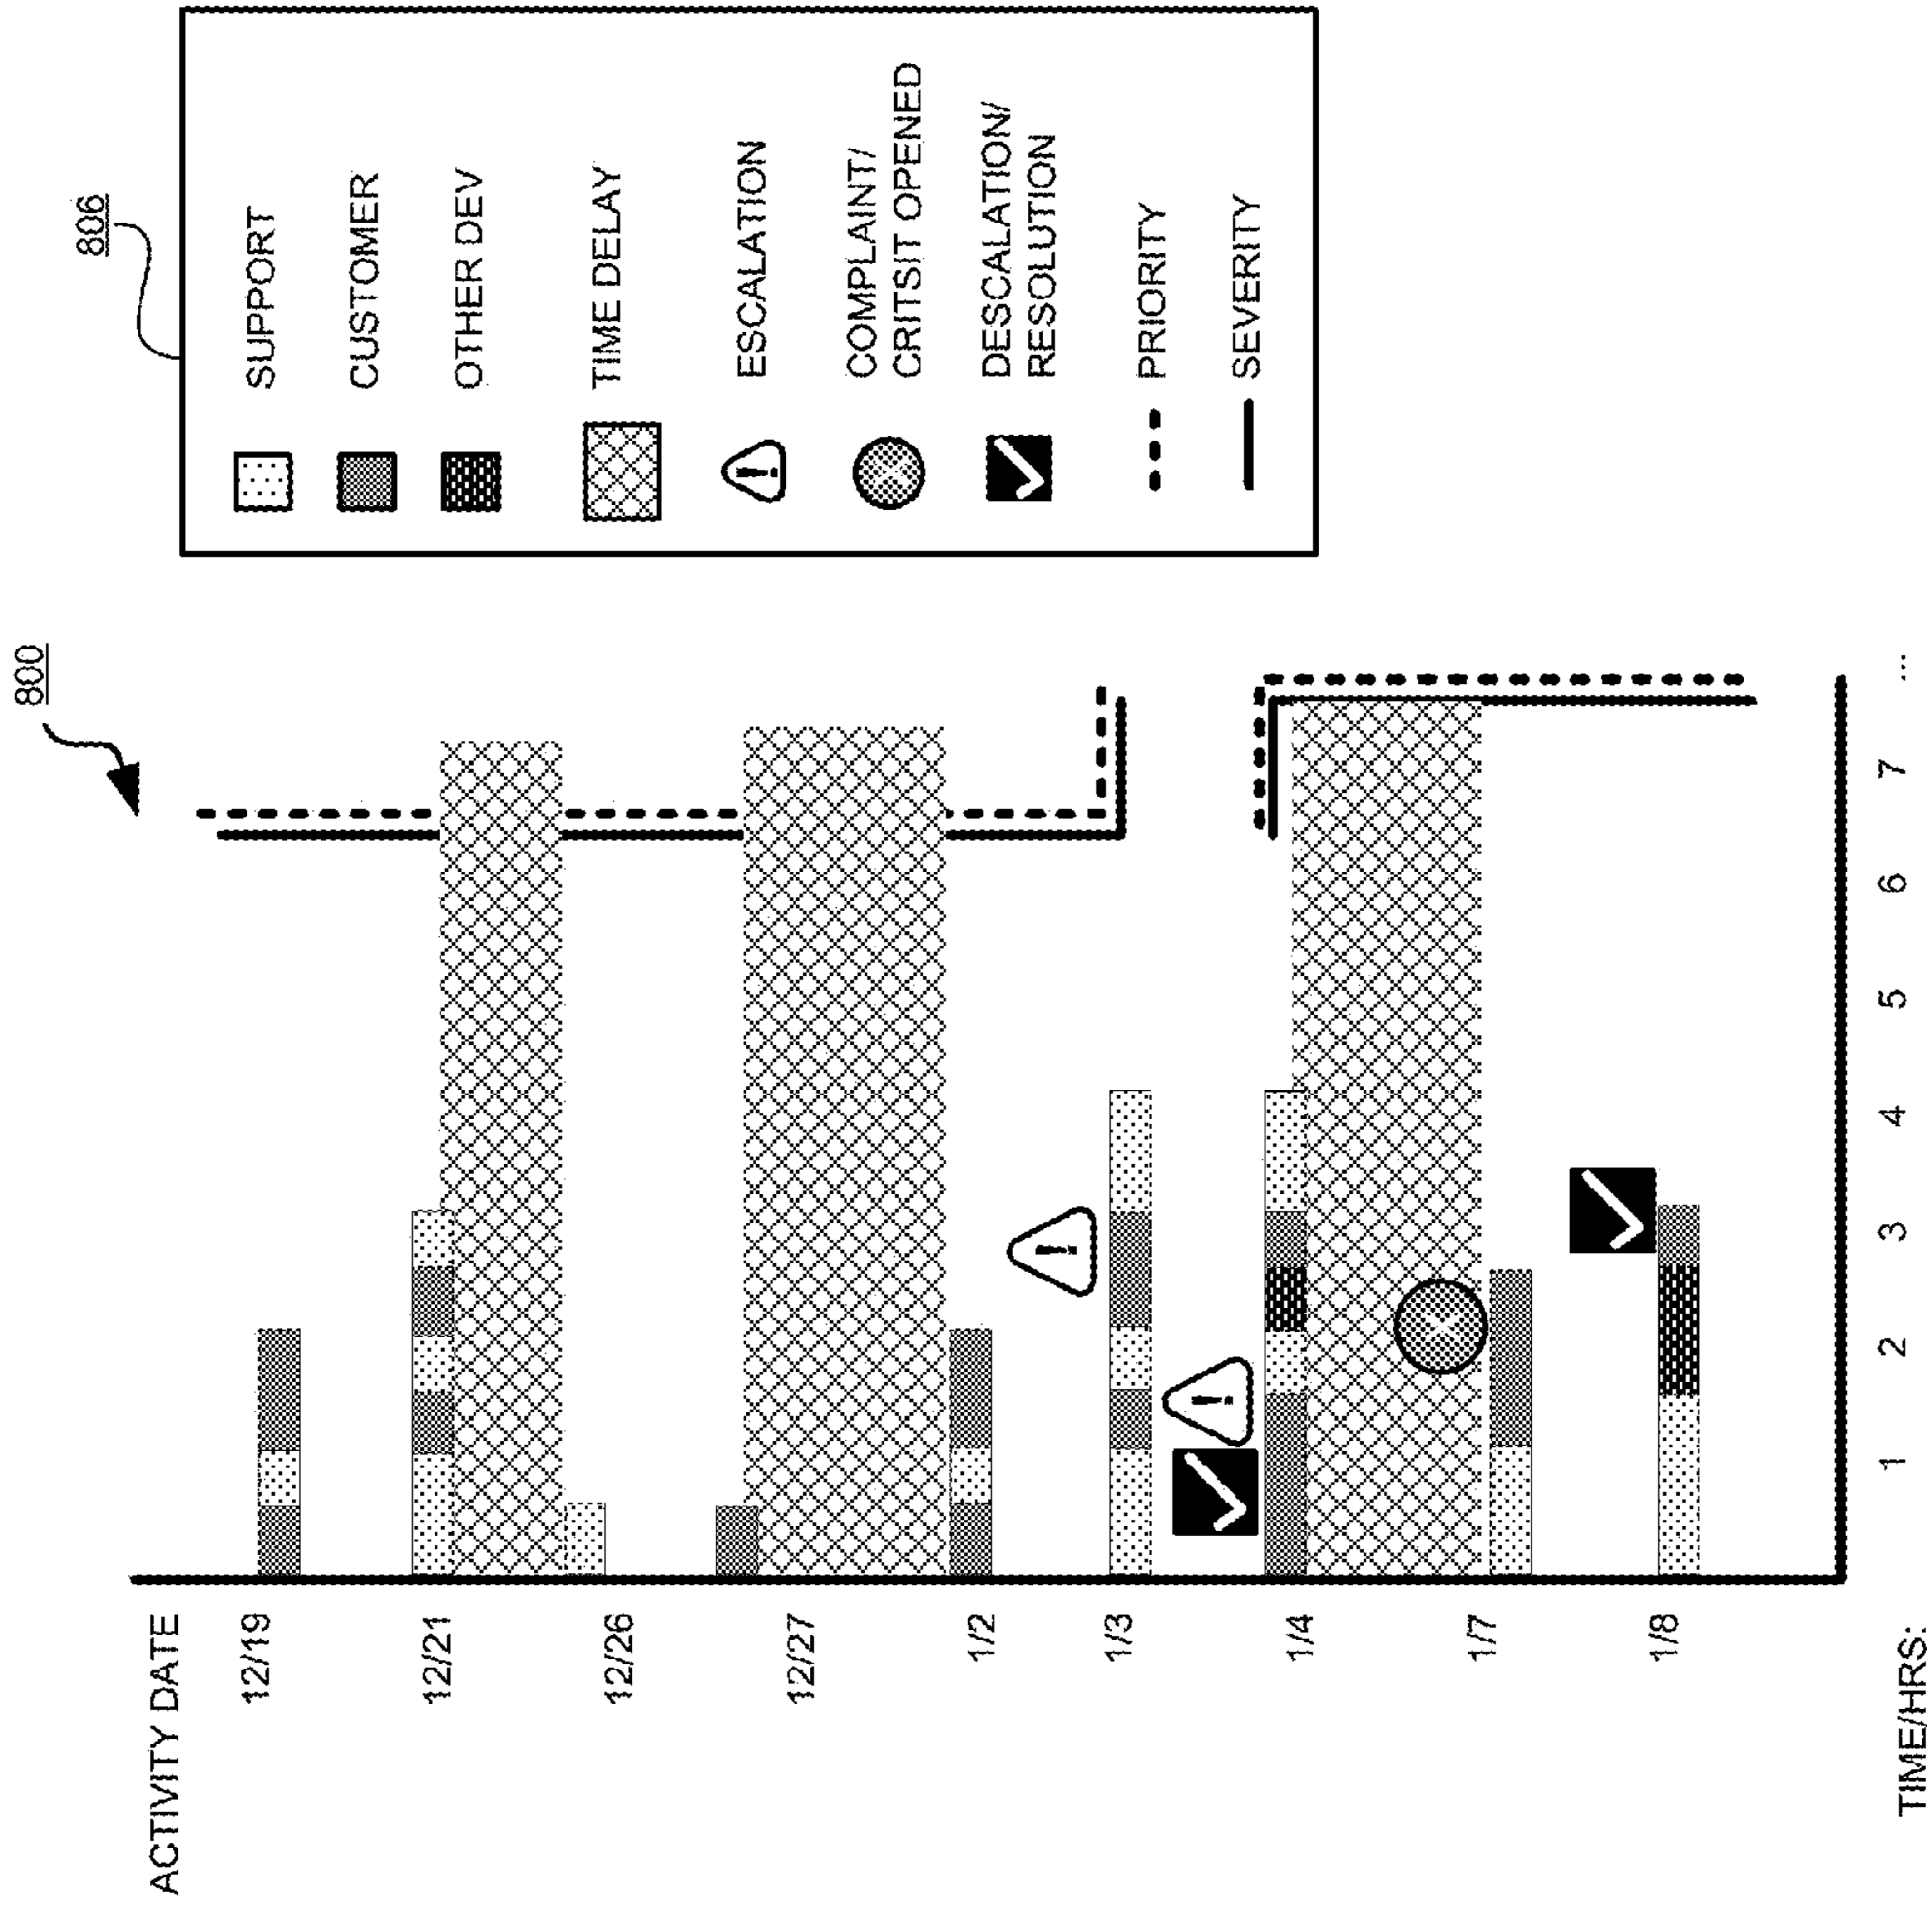 800
ACTIVITY DATE
12/19
12/21
12/26
12/27
1/2
1/3
1/4
1/7
1/8
TIME/HRS: 1 2 3 4 5 6 7 ...
806
SUPPORT
CUSTOMER
OTHER DEV
TIME DELAY
ESCALATION
COMPLAINT/
CRITSIT OPENED
DESCALATION/
RESOLUTION
PRIORITY
SEVERITY